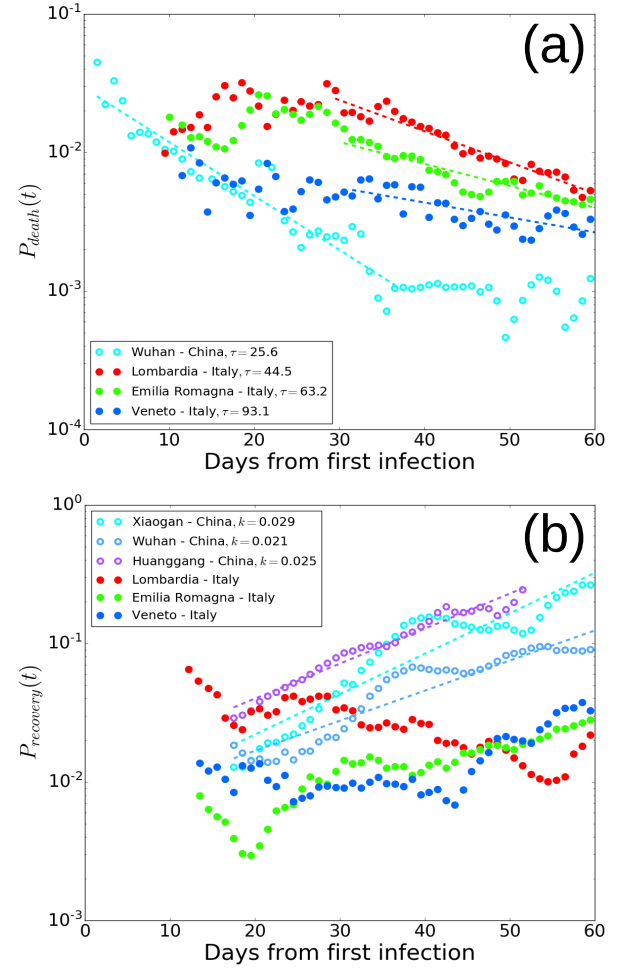 (a)
10⁻¹
10⁻²
10⁻³
10⁻⁴
P_death(t)
Wuhan - China, τ = 25.6
Lombardia - Italy, τ = 44.5
Emilia Romagna - Italy, τ = 63.2
Veneto - Italy, τ = 93.1
0 10 20 30 40 50 60
Days from first infection
(b)
10⁰
10⁻¹
10⁻²
10⁻³
P_recovery(t)
Xiaogan - China, k = 0.029
Wuhan - China, k = 0.021
Huanggang - China, k = 0.025
Lombardia - Italy
Emilia Romagna - Italy
Veneto - Italy
0 10 20 30 40 50 60
Days from first infection